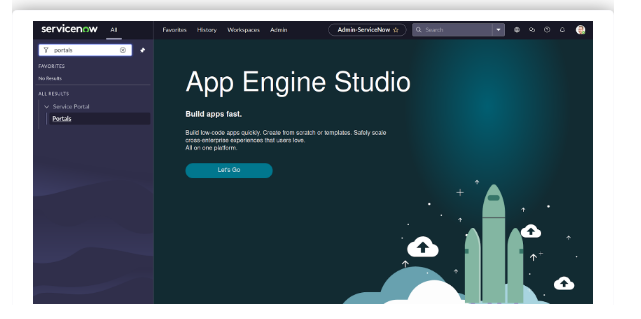 servicenow All Favorites History Workspaces Admin Admin-ServiceNow ☆ Search
portals
FAVORITES
No Results
ALL RESULTS
Service Portal
Portals
App Engine Studio
Build apps fast.
Build low-code apps quickly. Create from scratch or templates. Safely scale
cross-enterprise experiences that users love.
All on one platform.
Let's Go